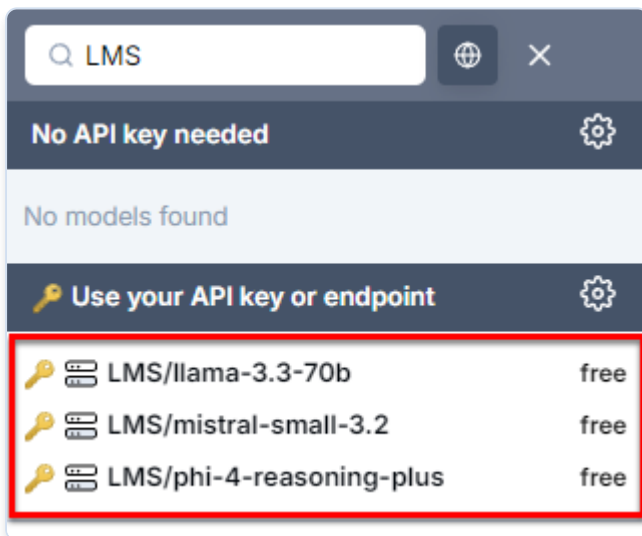 LMS
No API key needed
No models found
Use your API key or endpoint
LMS/llama-3.3-70b free
LMS/mistral-small-3.2 free
LMS/phi-4-reasoning-plus free